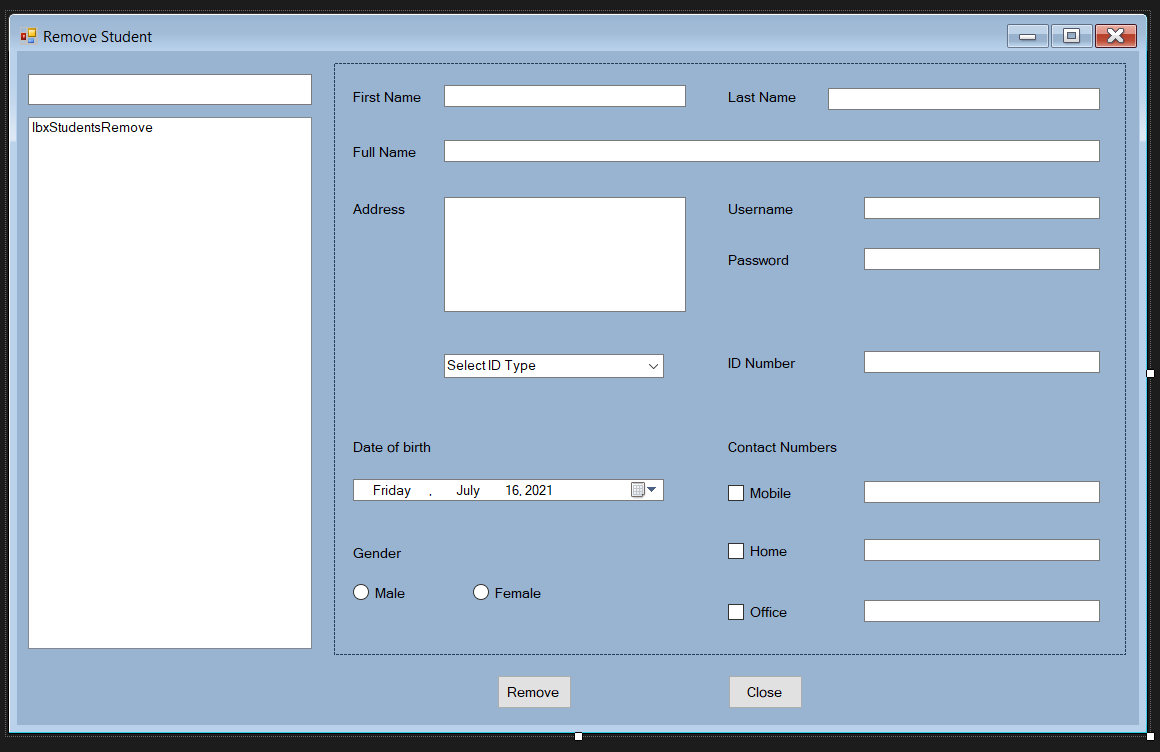 Remove Student
lbxStudentsRemove
First Name
Last Name
Full Name
Address
Username
Password
Select ID Type
ID Number
Date of birth
Contact Numbers
Friday , July 16, 2021
Mobile
Gender
Home
Male Female
Office
Remove
Close